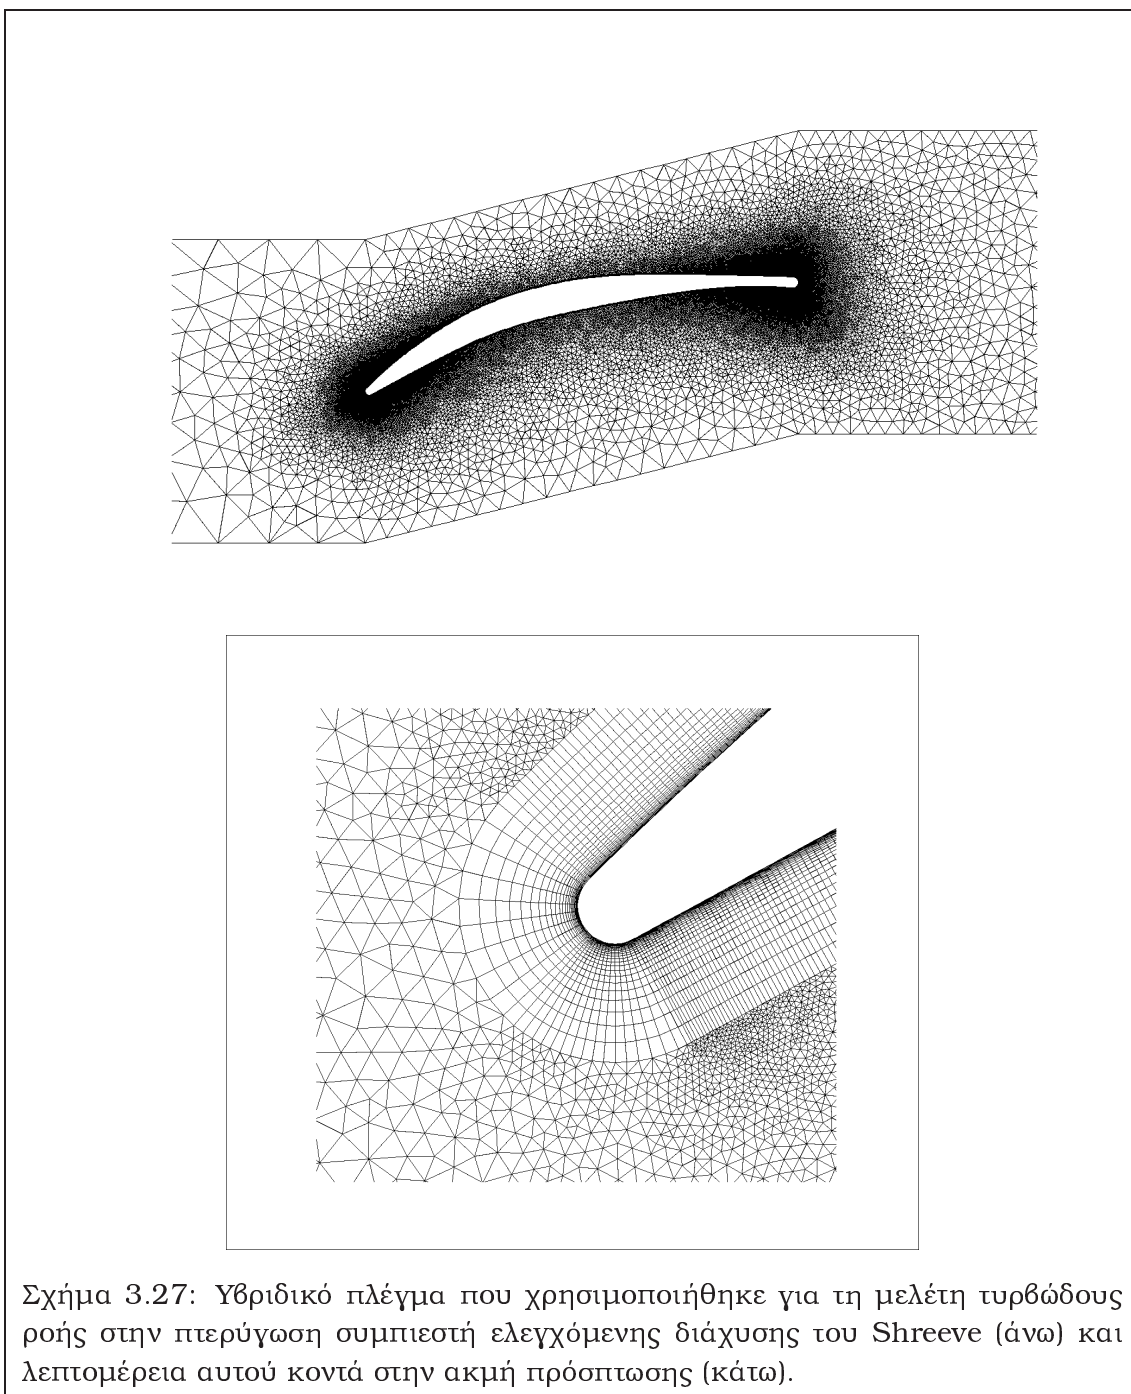 Σχήμα 3.27: Υβριδικό πλέγμα που χρησιμοποιήθηκε για τη μελέτη τυρβώδους
ροής στην πτερύγωση συμπιεστή ελεγχόμενης διάχυσης του Shreeve (άνω) και
λεπτομέρεια αυτού κοντά στην ακμή πρόσπτωσης (κάτω).